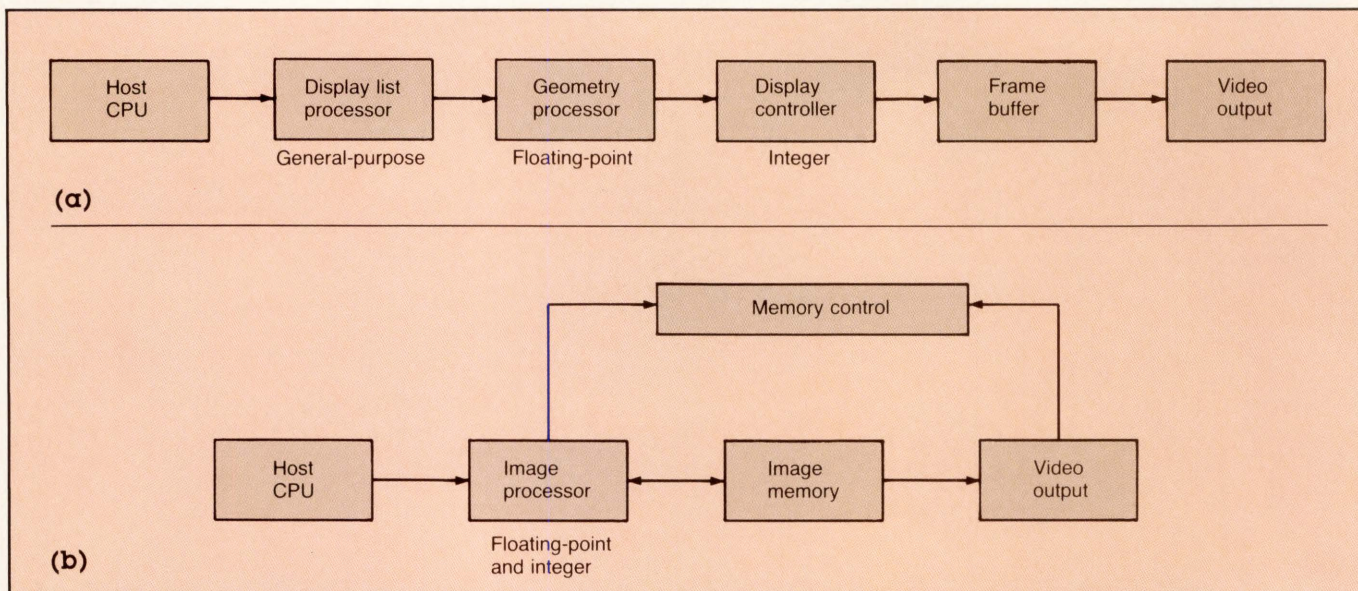 Host
CPU
Display list
processor
General-purpose
Geometry
processor
Floating-point
Display
controller
Integer
Frame
buffer
Video
output
(a)
Memory control
Host
CPU
Image
processor
Floating-point
and integer
Image
memory
Video
output
(b)